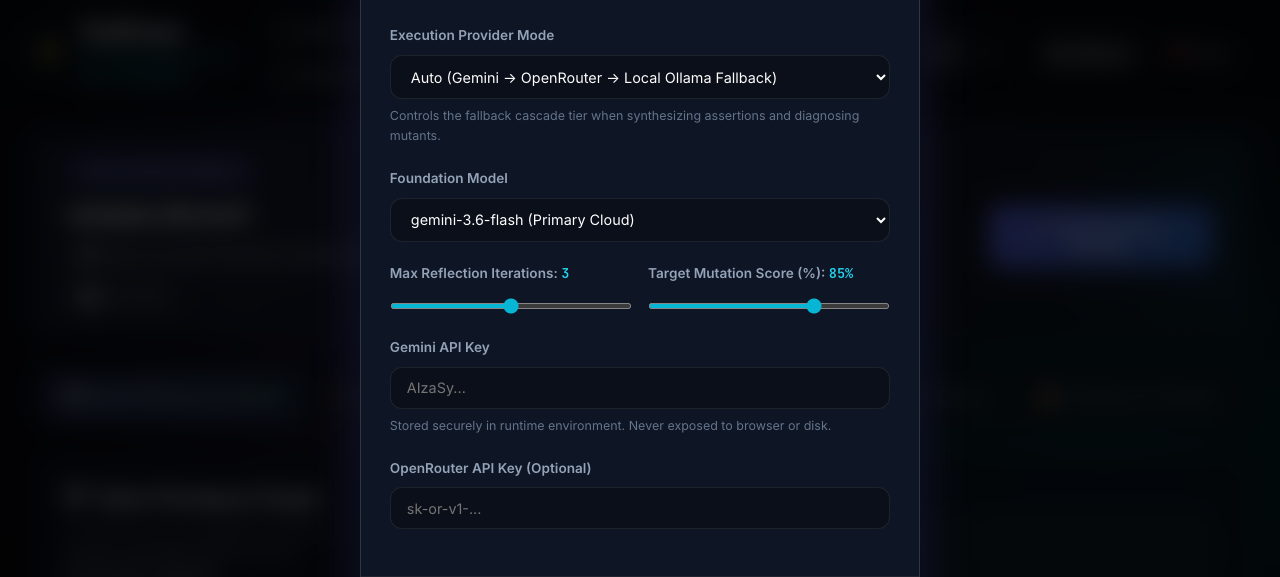 Execution Provider Mode
Auto (Gemini → OpenRouter → Local Ollama Fallback)
Controls the fallback cascade tier when synthesizing assertions and diagnosing
mutants.
Foundation Model
gemini-3.6-flash (Primary Cloud)
Max Reflection Iterations: 3
Target Mutation Score (%): 85%
Gemini API Key
AIzaSy...
Stored securely in runtime environment. Never exposed to browser or disk.
OpenRouter API Key (Optional)
sk-or-v1-...